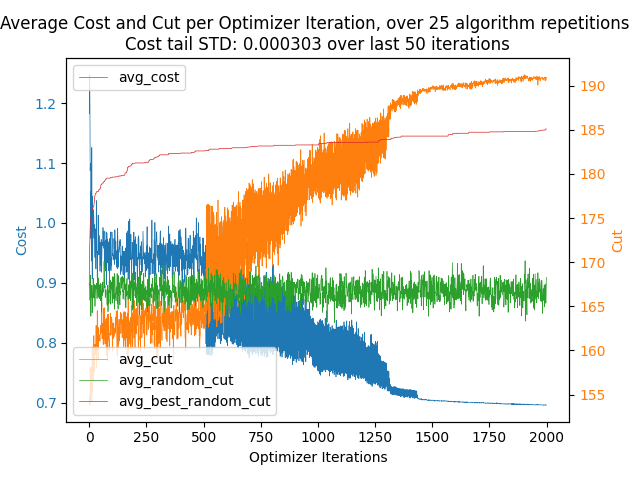 Average Cost and Cut per Optimizer Iteration, over 25 algorithm repetitions
Cost tail STD: 0.000303 over last 50 iterations
avg_cost
1.2
1.1
1.0
0.9
0.8
0.7
Cost
190
185
180
175
170
165
160
155
Cut
avg_cut
avg_random_cut
avg_best_random_cut
0 250 500 750 1000 1250 1500 1750 2000
Optimizer Iterations